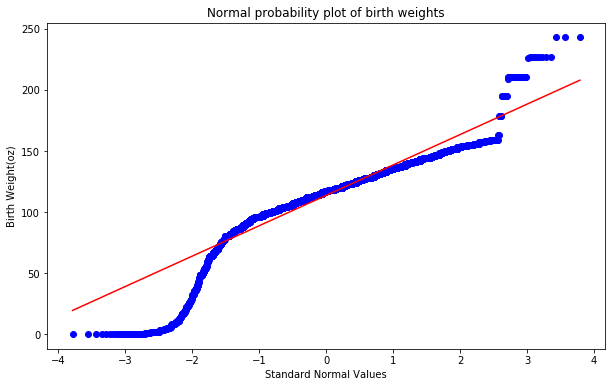 Normal probability plot of birth weights
Birth Weight(oz)
250
200
150
100
50
0
−4 −3 −2 −1 0 1 2 3 4
Standard Normal Values